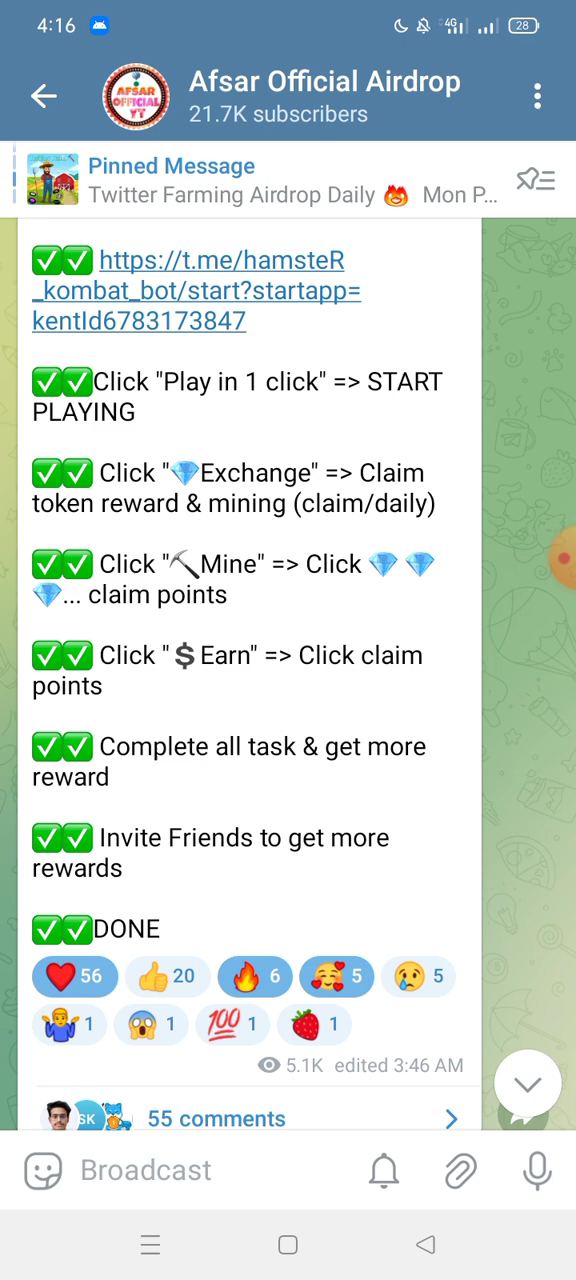 4:16
4G
28
AFSAR
OFFICIAL
YT
Afsar Official Airdrop
21.7K subscribers
Pinned Message
Twitter Farming Airdrop Daily 🔥 Mon P...
✅✅ https://t.me/hamsteR
_kombat_bot/start?startapp=
kentId6783173847
✅✅Click "Play in 1 click" => START
PLAYING
✅✅ Click "💎Exchange" => Claim
token reward & mining (claim/daily)
✅✅ Click "⛏Mine" => Click 💎 💎
💎... claim points
✅✅ Click "💲Earn" => Click claim
points
✅✅ Complete all task & get more
reward
✅✅ Invite Friends to get more
rewards
✅✅DONE
❤️ 56 👍 20 🔥 6 🥰 5 😢 5
🤷‍♂️ 1 😱 1 💯 1 🍓 1
5.1K edited 3:46 AM
SK
55 comments
Broadcast